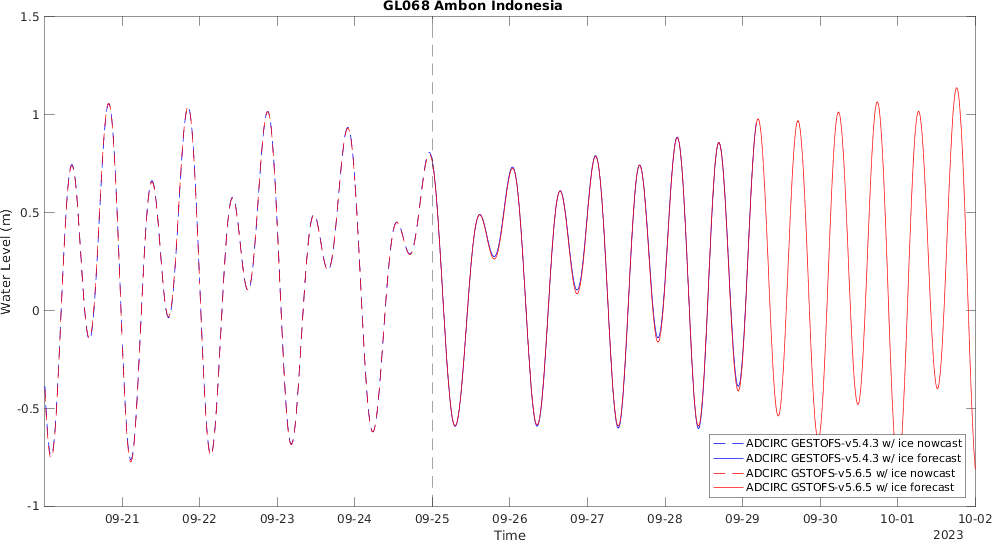 GL068 Ambon Indonesia
1.5
1
0.5
0
-0.5
-1
Water Level (m)
ADCIRC GESTOFS-v5.4.3 w/ ice nowcast
ADCIRC GESTOFS-v5.4.3 w/ ice forecast
ADCIRC GSTOFS-v5.6.5 w/ ice nowcast
ADCIRC GSTOFS-v5.6.5 w/ ice forecast
09-21 09-22 09-23 09-24 09-25 09-26 09-27 09-28 09-29 09-30 10-01 10-02
Time
2023